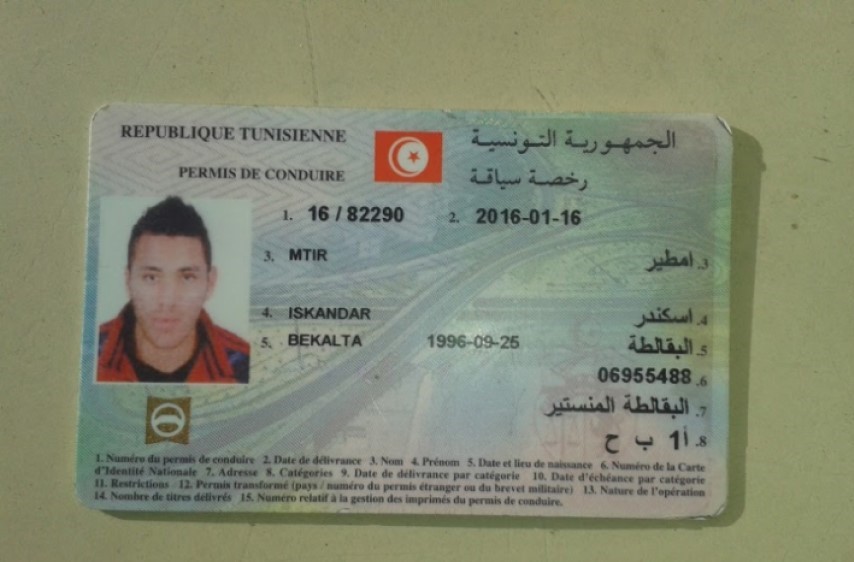 REPUBLIQUE TUNISIENNE الجمهورية التونسية
PERMIS DE CONDUIRE رخصة سياقة
1. 16 / 82290 2. 2016-01-16
3. MTIR 3. امطير
4. ISKANDAR 4. اسكندر
5. BEKALTA 1996-09-25 5. البقالطة
6. 06955488
7. البقالطة المنستير
8. أ1 ب ح
1. Numéro du permis de conduire 2. Date de délivrance 3. Nom 4. Prénom 5. Date et lieu de naissance 6. Numéro de la Carte
d'Identité Nationale 7. Adresse 8. Catégories 9. Date de délivrance par catégorie 10. Date d'échéance par catégorie
11. Restrictions 12. Permis transformé (pays / numéro du permis étranger ou du brevet militaire) 13. Nature de l'opération
14. Nombre de titres délivrés 15. Numéro relatif à la gestion des imprimés du permis de conduire.